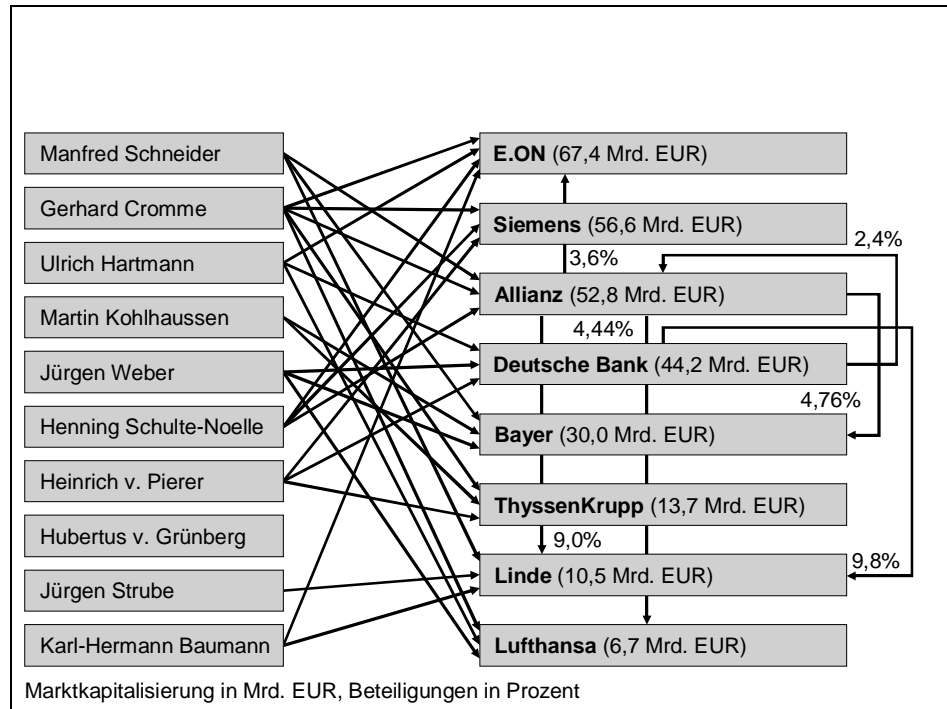 Manfred Schneider
Gerhard Cromme
Ulrich Hartmann
Martin Kohlhaussen
Jürgen Weber
Henning Schulte-Noelle
Heinrich v. Pierer
Hubertus v. Grünberg
Jürgen Strube
Karl-Hermann Baumann
E.ON (67,4 Mrd. EUR)
Siemens (56,6 Mrd. EUR)
2,4%
3,6%
Allianz (52,8 Mrd. EUR)
4,44%
Deutsche Bank (44,2 Mrd. EUR)
4,76%
Bayer (30,0 Mrd. EUR)
ThyssenKrupp (13,7 Mrd. EUR)
9,0%
9,8%
Linde (10,5 Mrd. EUR)
Lufthansa (6,7 Mrd. EUR)
Marktkapitalisierung in Mrd. EUR, Beteiligungen in Prozent